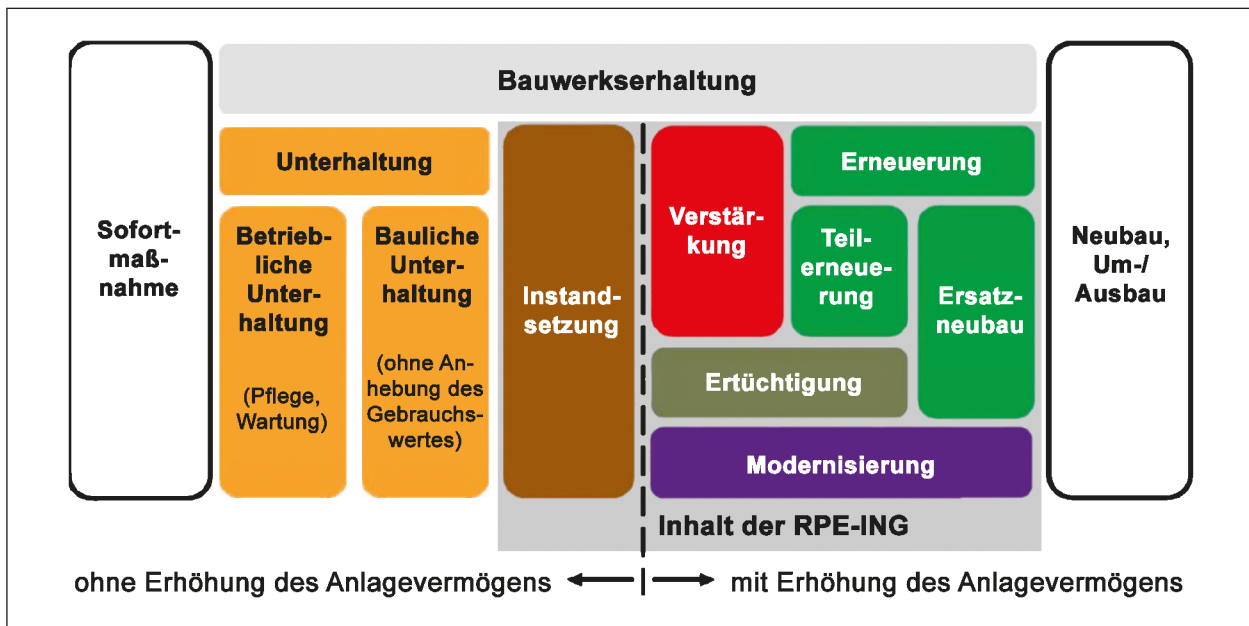 Bauwerkserhaltung
Sofort-
maß-
nahme
Unterhaltung
Betrieb-
liche
Unter-
haltung
(Pflege,
Wartung)
Bauliche
Unter-
haltung
(ohne An-
hebung des
Gebrauchs-
wertes)
Instand-
setzung
Verstär-
kung
Erneuerung
Teil-
erneue-
rung
Ersatz-
neubau
Ertüchtigung
Modernisierung
Inhalt der RPE-ING
Neubau,
Um-/
Ausbau
ohne Erhöhung des Anlagevermögens
mit Erhöhung des Anlagevermögens